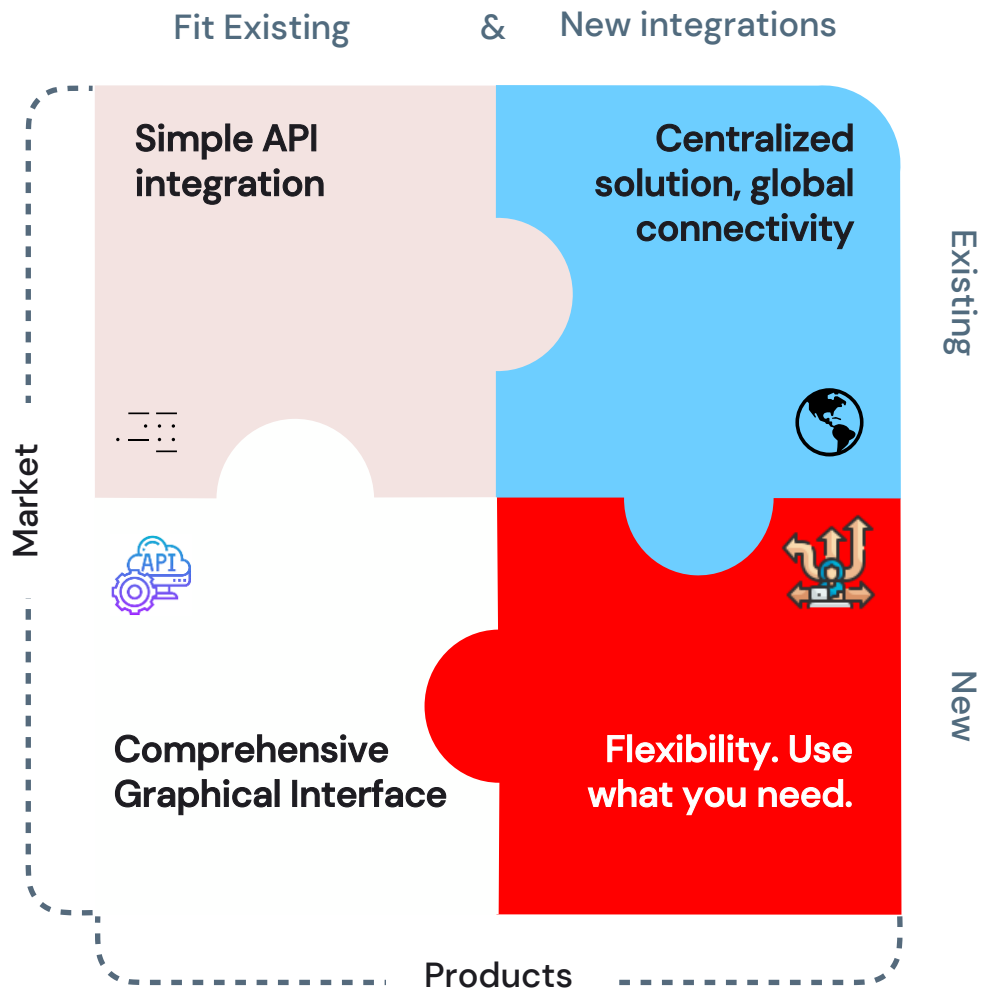 Fit Existing & New integrations
Simple API
integration
Centralized
solution, global
connectivity
Existing
Market
API
New
Comprehensive
Graphical Interface
Flexibility. Use
what you need.
Products